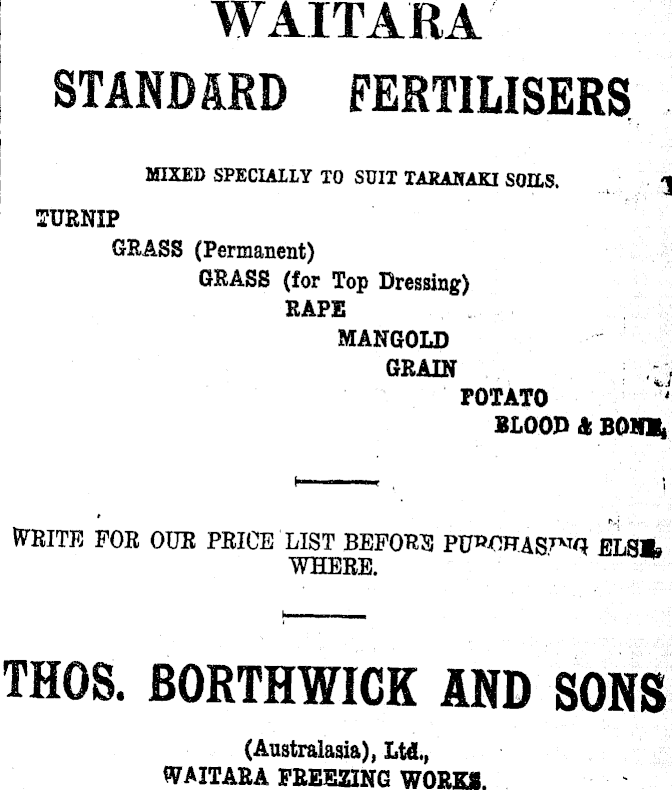 WAITARA
STANDARD FERTILISERS
MIXED SPECIALLY TO SUIT TARANAKI SOILS.
TURNIP
GRASS (Permanent)
GRASS (for Top Dressing)
RAPE
MANGOLD
GRAIN
POTATO
BLOOD & BONE,
WRITE FOR OUR PRICE LIST BEFORE PURCHASING ELSE-
WHERE.
THOS. BORTHWICK AND SONS
(Australasia), Ltd.,
WAITARA FREEZING WORKS.